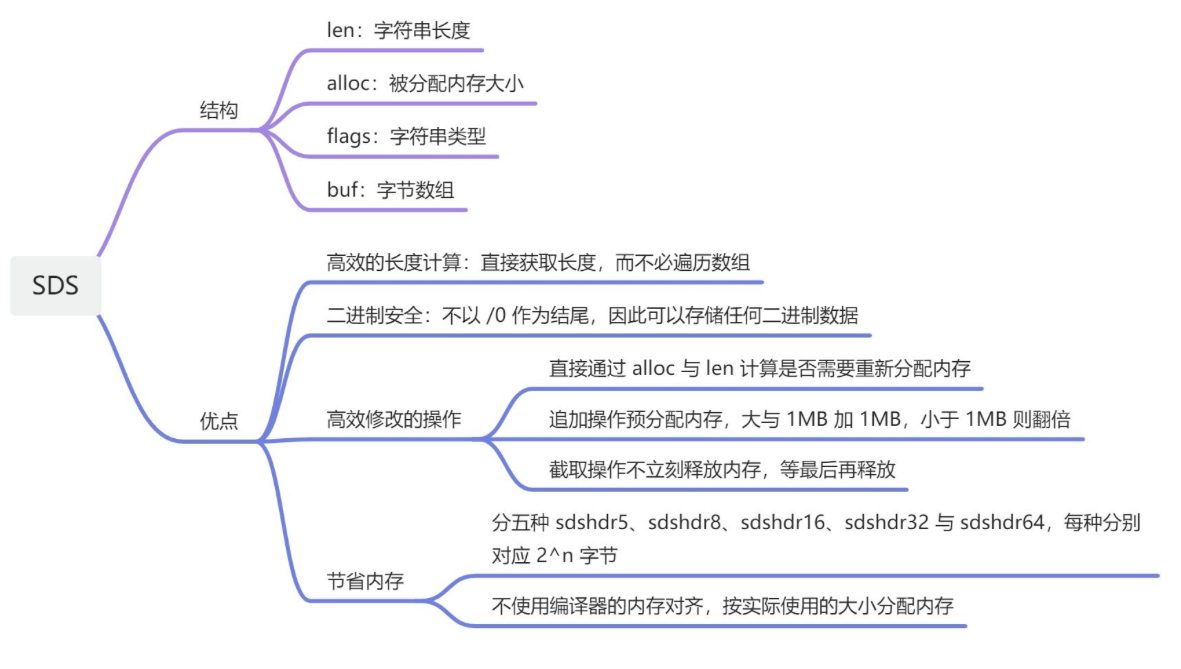 len：字符串长度
alloc：被分配内存大小
结构
flags：字符串类型
buf：字节数组
SDS
高效的长度计算：直接获取长度，而不必遍历数组
二进制安全：不以 /0 作为结尾，因此可以存储任何二进制数据
优点
高效修改的操作
直接通过 alloc 与 len 计算是否需要重新分配内存
追加操作预分配内存，大与 1MB 加 1MB，小于 1MB 则翻倍
截取操作不立刻释放内存，等最后再释放
节省内存
分五种 sdshdr5、sdshdr8、sdshdr16、sdshdr32 与 sdshdr64，每种分别
对应 2^n 字节
不使用编译器的内存对齐，按实际使用的大小分配内存